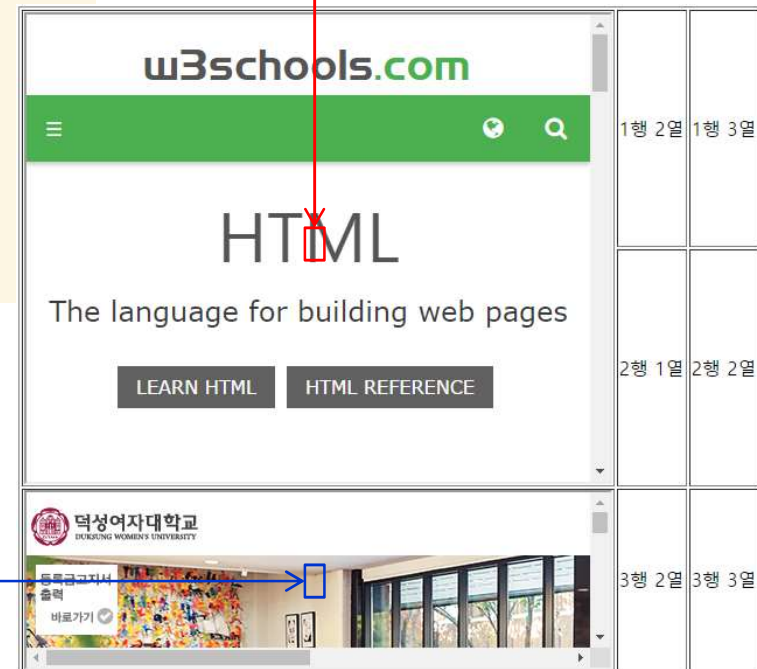 w3schools.com
1행 2열
1행 3열
HTML
The language for building web pages
LEARN HTML
HTML REFERENCE
2행 1열
2행 2열
덕성여자대학교
DUKSUNG WOMEN'S UNIVERSITY
등록금고지서
출력
바로가기
3행 2열
3행 3열